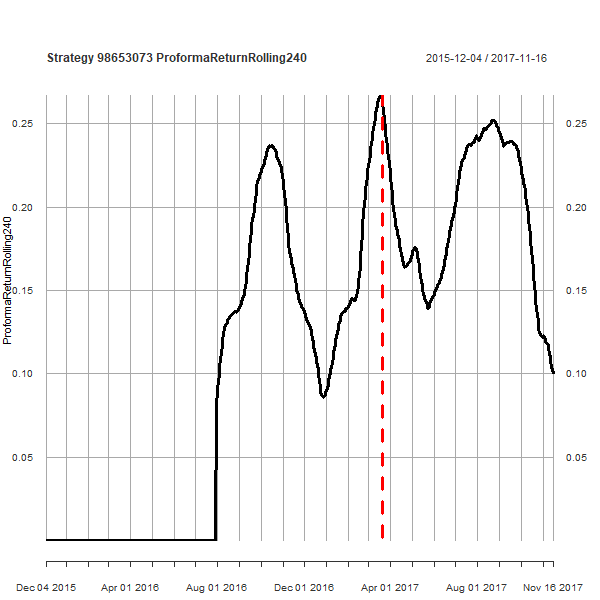 Strategy 98653073 ProformaReturnRolling240
2015-12-04 / 2017-11-16
ProformaReturnRolling240
0.25
0.20
0.15
0.10
0.05
0.25
0.20
0.15
0.10
0.05
Dec 04 2015
Apr 01 2016
Aug 01 2016
Dec 01 2016
Apr 01 2017
Aug 01 2017
Nov 16 2017